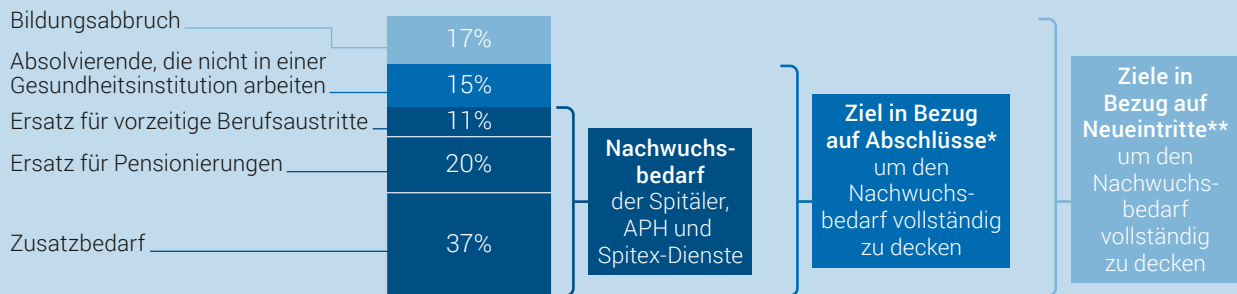 Bildungsabbruch
17%
Absolvierende, die nicht in einer
Gesundheitsinstitution arbeiten
15%
Ersatz für vorzeitige Berufsaustritte
11%
Ersatz für Pensionierungen
20%
Zusatzbedarf
37%
Nachwuchs-
bedarf
der Spitäler,
APH und
Spitex-Dienste
Ziel in Bezug
auf Abschlüsse*
um den
Nachwuchs-
bedarf vollständig
zu decken
Ziele in
Bezug auf
Neueintritte**
um den
Nachwuchs-
bedarf
vollständig
zu decken